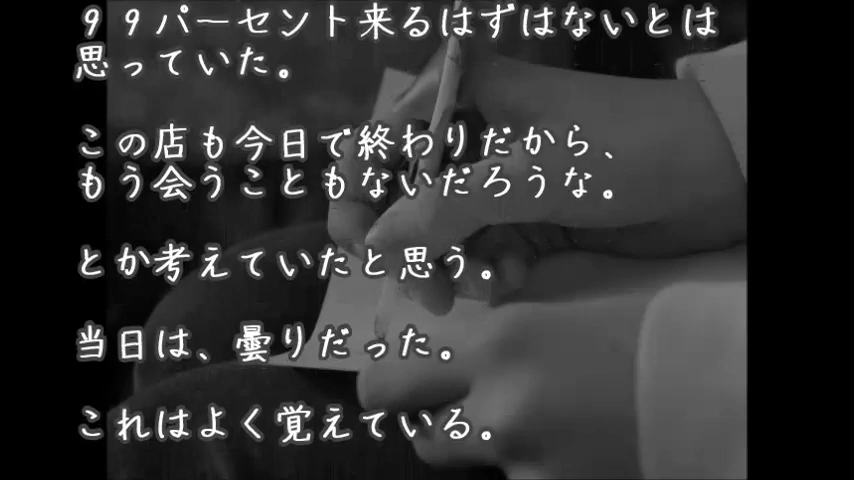 ９９パーセント来るはずはないとは
思っていた。
この店も今日で終わりだから、
もう会うこともないだろうな。
とか考えていたと思う。
当日は、曇りだった。
これはよく覚えている。